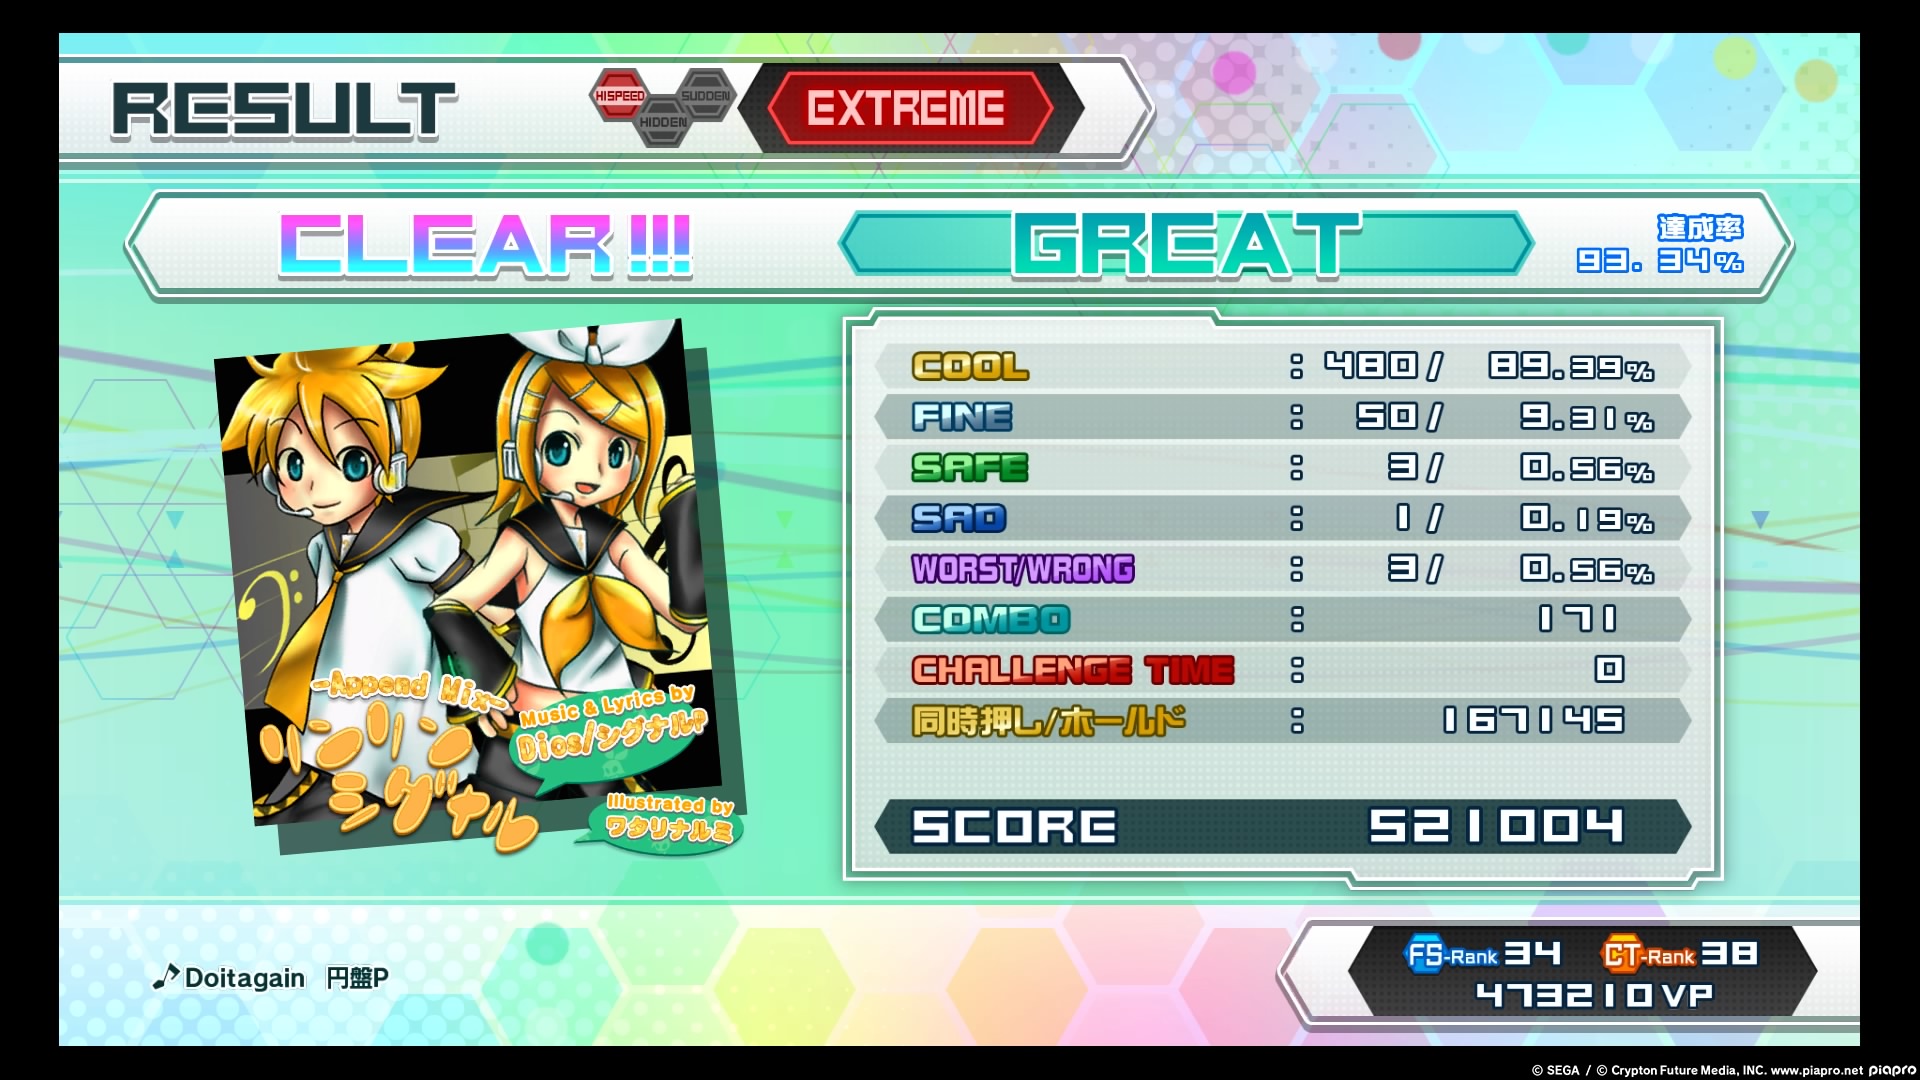 RESULT
HISPEED
HIDDEN
SUDDEN
EXTREME
CLEAR!!!
GREAT
達成率
93.34%
COOL : 480/ 89.39%
FINE : 50/ 9.31%
SAFE : 3/ 0.56%
SAD : 1/ 0.19%
WORST/WRONG : 3/ 0.56%
COMBO : 171
CHALLENGE TIME : 0
同時押し/ホールド : 167145
SCORE 521004
-Append Mix-
リンリン
シグナル
Music & Lyrics by
Dios/シグナルP
Illustrated by
ワタリナルミ
♪Doitagain 円盤P
FS-Rank 34 CT-Rank 38
473210VP
© SEGA / © Crypton Future Media, INC. www.piapro.net piapro